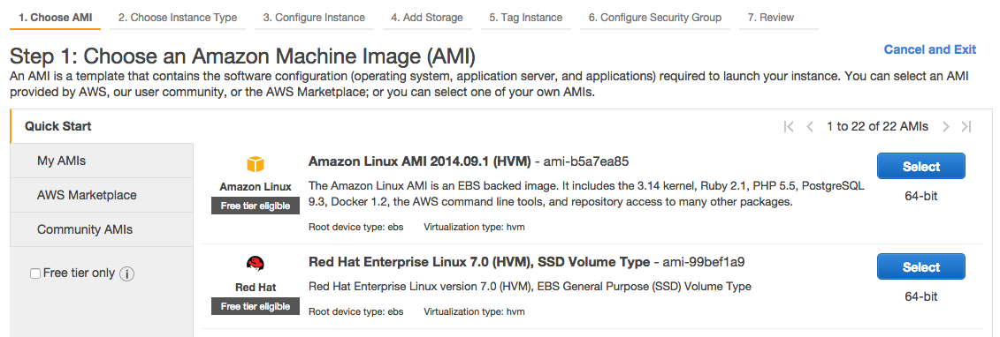 1. Choose AMI 2. Choose Instance Type 3. Configure Instance 4. Add Storage 5. Tag Instance 6. Configure Security Group 7. Review
Step 1: Choose an Amazon Machine Image (AMI)
Cancel and Exit
An AMI is a template that contains the software configuration (operating system, application server, and applications) required to launch your instance. You can select an AMI
provided by AWS, our user community, or the AWS Marketplace; or you can select one of your own AMIs.
Quick Start
My AMIs
AWS Marketplace
Community AMIs
Free tier only i
1 to 22 of 22 AMIs
Amazon Linux
Free tier eligible
Amazon Linux AMI 2014.09.1 (HVM) - ami-b5a7ea85
The Amazon Linux AMI is an EBS backed image. It includes the 3.14 kernel, Ruby 2.1, PHP 5.5, PostgreSQL
9.3, Docker 1.2, the AWS command line tools, and repository access to many other packages.
Root device type: ebs Virtualization type: hvm
Select
64-bit
Red Hat
Free tier eligible
Red Hat Enterprise Linux 7.0 (HVM), SSD Volume Type - ami-99bef1a9
Red Hat Enterprise Linux version 7.0 (HVM), EBS General Purpose (SSD) Volume Type
Root device type: ebs Virtualization type: hvm
Select
64-bit